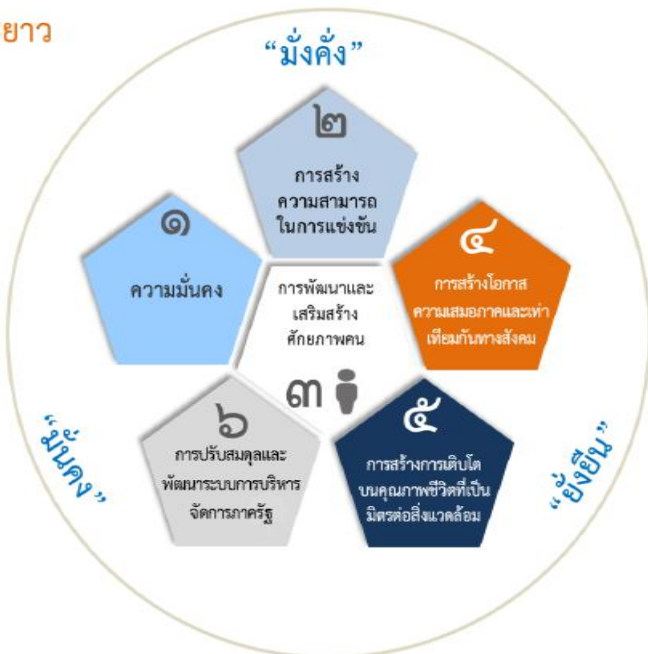 ยาว
“มั่งคั่ง”
๒
การสร้าง
ความสามารถ
ในการแข่งขัน
๑
ความมั่นคง
๔
การสร้างโอกาส
ความเสมอภาคและเท่า
เทียมกันทางสังคม
การพัฒนาและ
เสริมสร้าง
ศักยภาพคน
๓
๖
การปรับสมดุลและ
พัฒนาระบบการบริหาร
จัดการภาครัฐ
๕
การสร้างการเติบโต
บนคุณภาพชีวิตที่เป็น
มิตรต่อสิ่งแวดล้อม
“มั่นคง”
“ยั่งยืน”